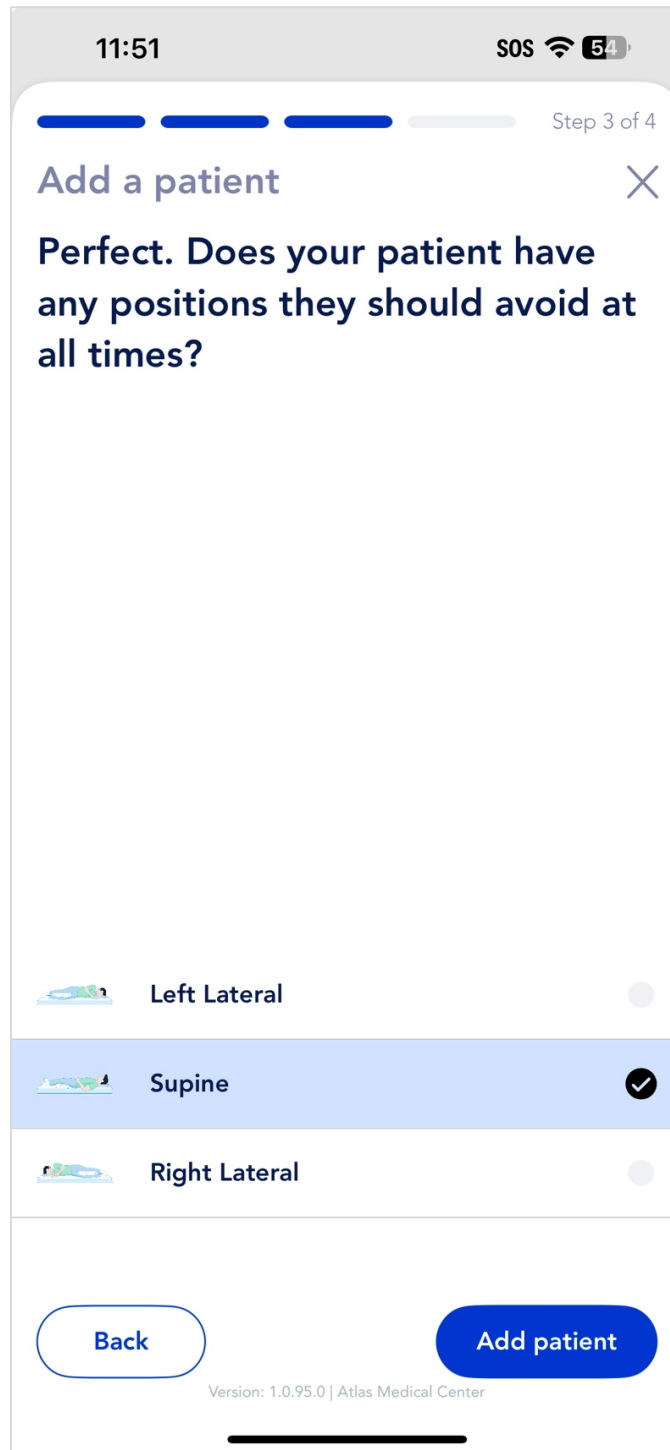 11:51
SOS
54
Step 3 of 4
Add a patient
Perfect. Does your patient have
any positions they should avoid at
all times?
Left Lateral
Supine
Right Lateral
Back
Add patient
Version: 1.0.95.0 | Atlas Medical Center